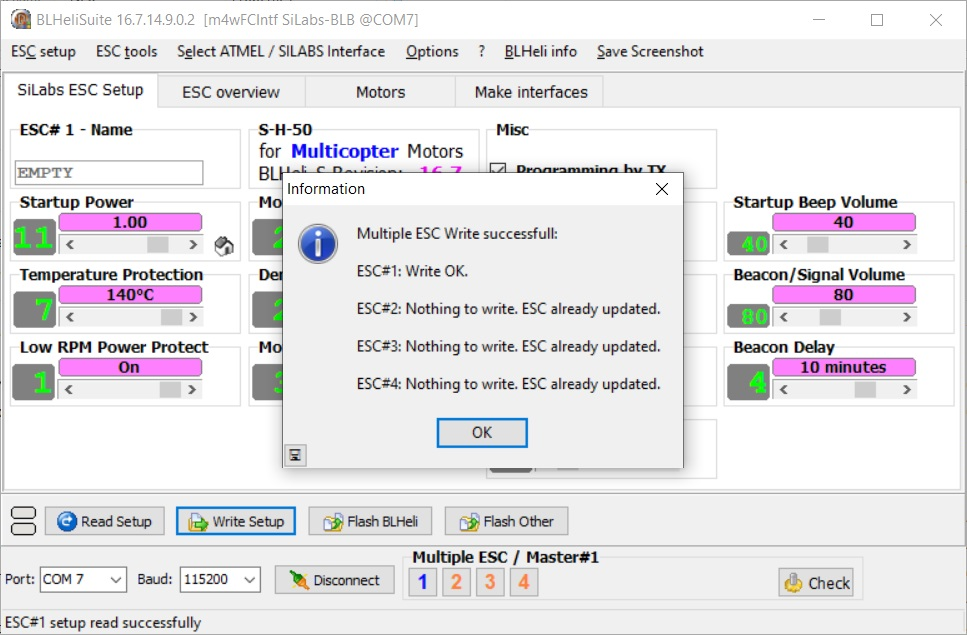 BLHeliSuite 16.7.14.9.0.2 [m4wFCIntf SiLabs-BLB @COM7]
ESC setup ESC tools Select ATMEL / SILABS Interface Options ? BLHeli info Save Screenshot
SiLabs ESC Setup ESC overview Motors Make interfaces
ESC# 1 - Name S-H-50 Misc
for Multicopter Motors
EMPTY BLHeli_S Revision: 16.7 Programming by TX
Information
Startup Power Mo Startup Beep Volume
1.00 40
11 2 40
Multiple ESC Write successfull:
ESC#1: Write OK.
ESC#2: Nothing to write. ESC already updated.
ESC#3: Nothing to write. ESC already updated.
ESC#4: Nothing to write. ESC already updated.
OK
Temperature Protection Der Beacon/Signal Volume
140°C 80
7 2 80
Low RPM Power Protect Mo Beacon Delay
On 10 minutes
1 3 4
Read Setup Write Setup Flash BLHeli Flash Other
Multiple ESC / Master#1
Port: COM 7 Baud: 115200 Disconnect 1 2 3 4 Check
ESC#1 setup read successfully